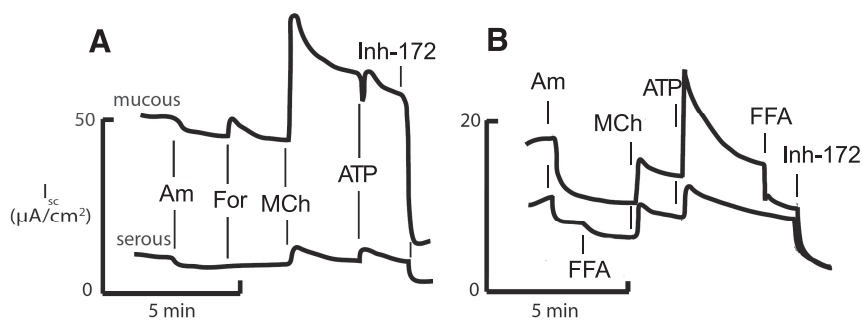 A
Inh-172
mucous
50
Am
For
MCh
ATP
I_sc
(μA/cm²)
serous
0
5 min
B
Am
ATP
MCh
FFA
Inh-172
20
FFA
0
5 min